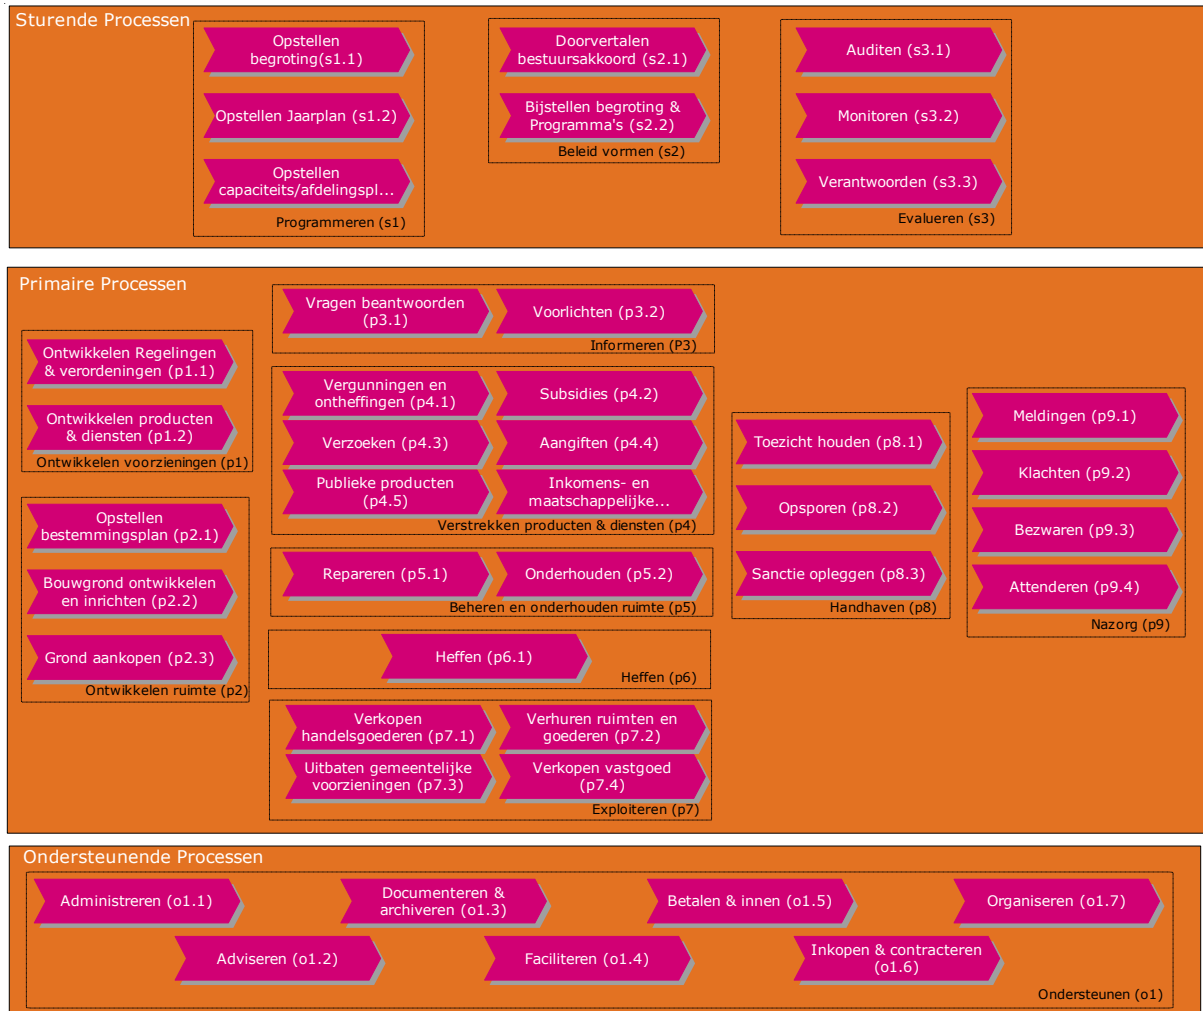 Sturende Processen
Opstellen
begroting(s1.1)
Opstellen Jaarplan (s1.2)
Opstellen
capaciteits/afdelingspl...
Programmeren (s1)
Doorvertalen
bestuursakkoord (s2.1)
Bijstellen begroting &
Programma's (s2.2)
Beleid vormen (s2)
Auditen (s3.1)
Monitoren (s3.2)
Verantwoorden (s3.3)
Evalueren (s3)
Primaire Processen
Ontwikkelen Regelingen
& verordeningen (p1.1)
Ontwikkelen producten
& diensten (p1.2)
Ontwikkelen voorzieningen (p1)
Opstellen
bestemmingsplan (p2.1)
Bouwgrond ontwikkelen
en inrichten (p2.2)
Grond aankopen (p2.3)
Ontwikkelen ruimte (p2)
Vragen beantwoorden
(p3.1)
Voorlichten (p3.2)
Informeren (P3)
Vergunningen en
ontheffingen (p4.1)
Subsidies (p4.2)
Verzoeken (p4.3)
Aangiften (p4.4)
Publieke producten
(p4.5)
Inkomens- en
maatschappelijke...
Verstrekken producten & diensten (p4)
Repareren (p5.1)
Onderhouden (p5.2)
Beheren en onderhouden ruimte (p5)
Heffen (p6.1)
Heffen (p6)
Verkopen
handelsgoederen (p7.1)
Verhuren ruimten en
goederen (p7.2)
Uitbaten gemeentelijke
voorzieningen (p7.3)
Verkopen vastgoed
(p7.4)
Exploiteren (p7)
Toezicht houden (p8.1)
Opsporen (p8.2)
Sanctie opleggen (p8.3)
Handhaven (p8)
Meldingen (p9.1)
Klachten (p9.2)
Bezwaren (p9.3)
Attenderen (p9.4)
Nazorg (p9)
Ondersteunende Processen
Administreren (o1.1)
Documenteren &
archiveren (o1.3)
Betalen & innen (o1.5)
Organiseren (o1.7)
Adviseren (o1.2)
Faciliteren (o1.4)
Inkopen & contracteren
(o1.6)
Ondersteunen (o1)